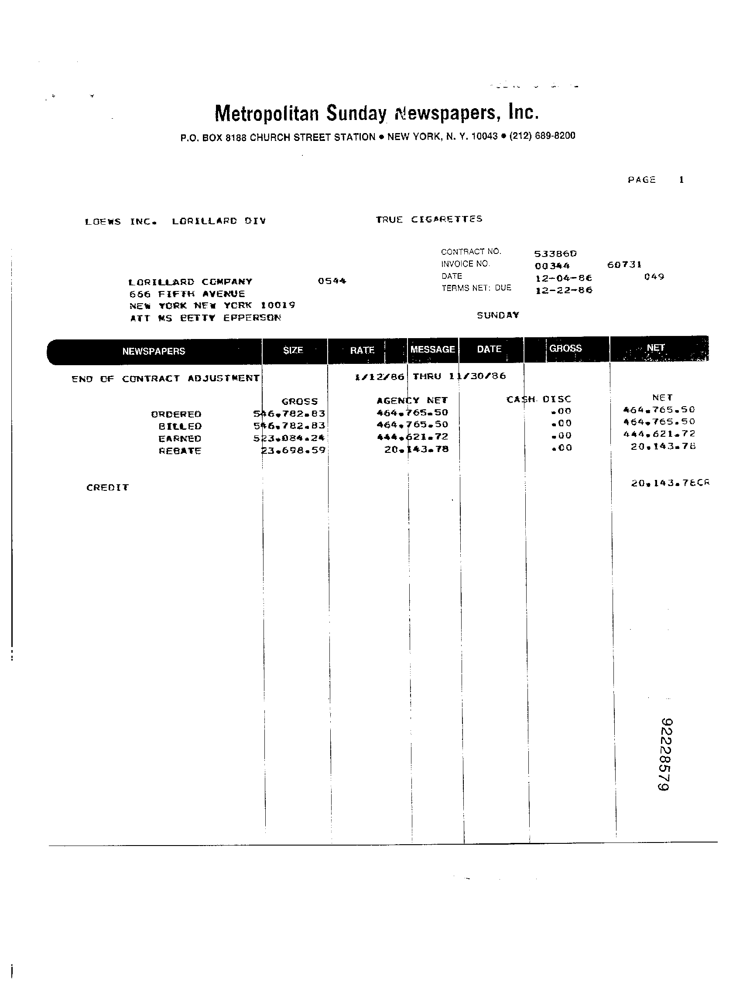 Metropolitan Sunday Newspapers, Inc.
P.O. BOX 8188 CHURCH STREET STATION • NEW YORK, N. Y. 10043 • (212) 689-8200
PAGE 1
LOEWS INC. LORILLARD DIV TRUE CIGARETTES
CONTRACT NO. 53386D
INVOICE NO. 00344 60731
LORILLARD COMPANY 0544 DATE 12-04-86 049
666 FIFTH AVENUE TERMS NET: DUE 12-22-86
NEW YORK NEW YORK 10019
ATT MS BETTY EPPERSON SUNDAY
NEWSPAPERS SIZE RATE MESSAGE DATE GROSS NET
END OF CONTRACT ADJUSTMENT 1/12/86 THRU 11/30/86
GROSS AGENCY NET CASH DISC NET
ORDERED 546,782.83 464,765.50 .00 464,765.50
BILLED 546,782.83 464,765.50 .00 464,765.50
EARNED 523,084.24 444,621.72 .00 444,621.72
REBATE 23,698.59 20,143.78 .00 20,143.78
CREDIT 20,143.78CR
92228579